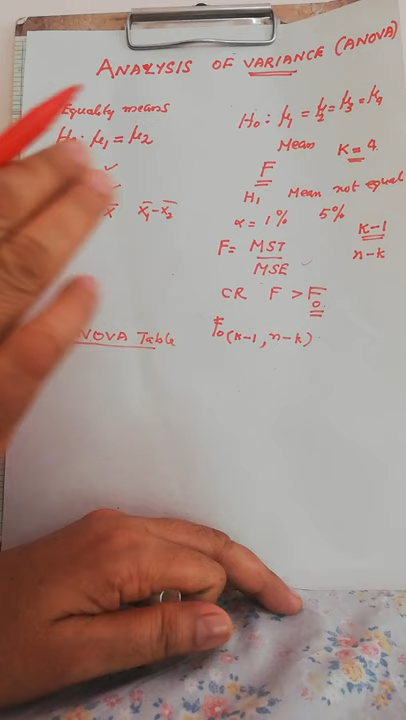 ANALYSIS OF VARIANCE (ANOVA)
Equality means
H₀: μ₁ = μ₂
x̄ x̄₁-x̄₂
H₀: μ₁ = μ₂ = μ₃ = μ₄
Mean K = 4
F
H₁ Mean not equal
α = 1% 5%
F = MST
MSE
K-1
n-k
CR F > F₀
NOVA Table
F₀(K-1, n-k)